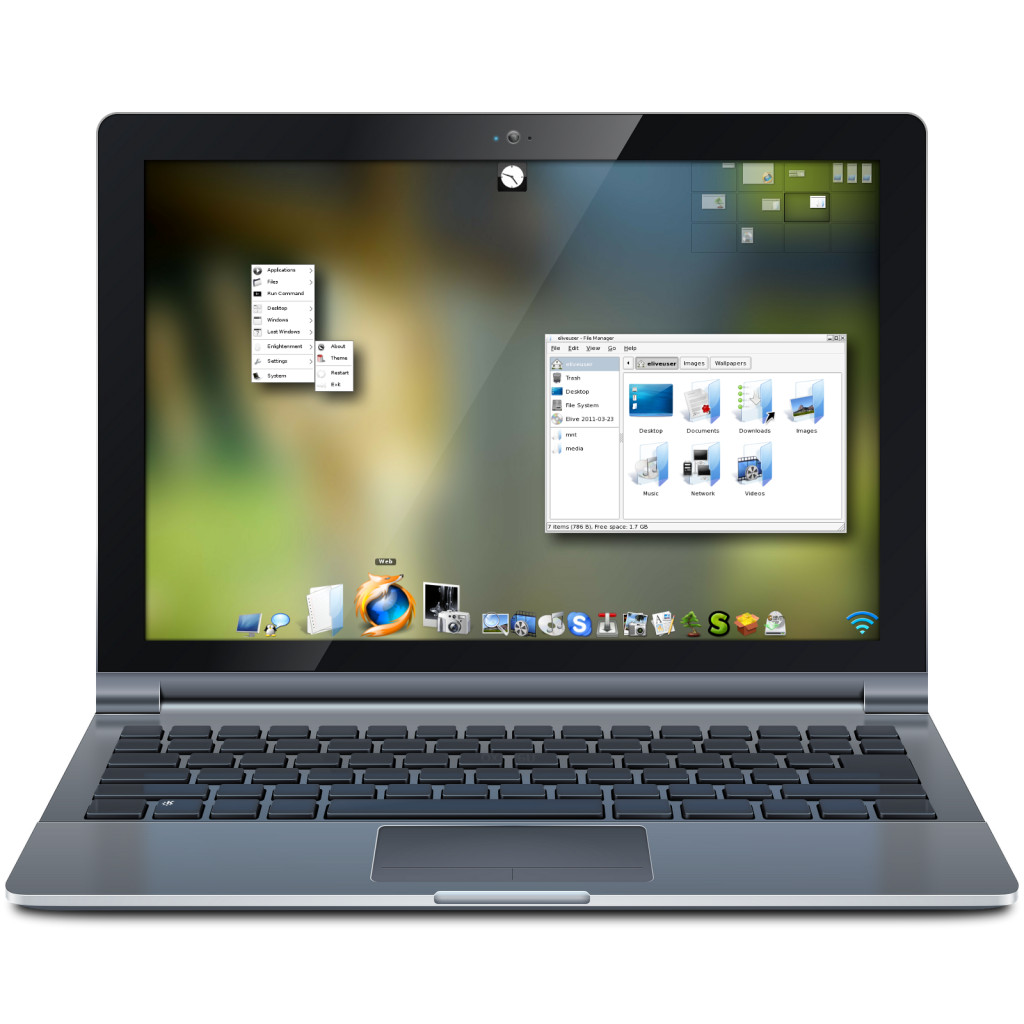 Applications
Files
Run Command
Desktop
Windows
Lost Windows
Enlightenment
Settings
System
About
Theme
Restart
Exit
eliveuser - File Manager
File Edit View Go Help
eliveuser
Trash
Desktop
File System
Elive 2011-03-23
mnt
media
eliveuser Images Wallpapers
Desktop Documents Downloads Images
Music Network Videos
7 items (786 B), Free space: 1.7 GB
Web
S
S